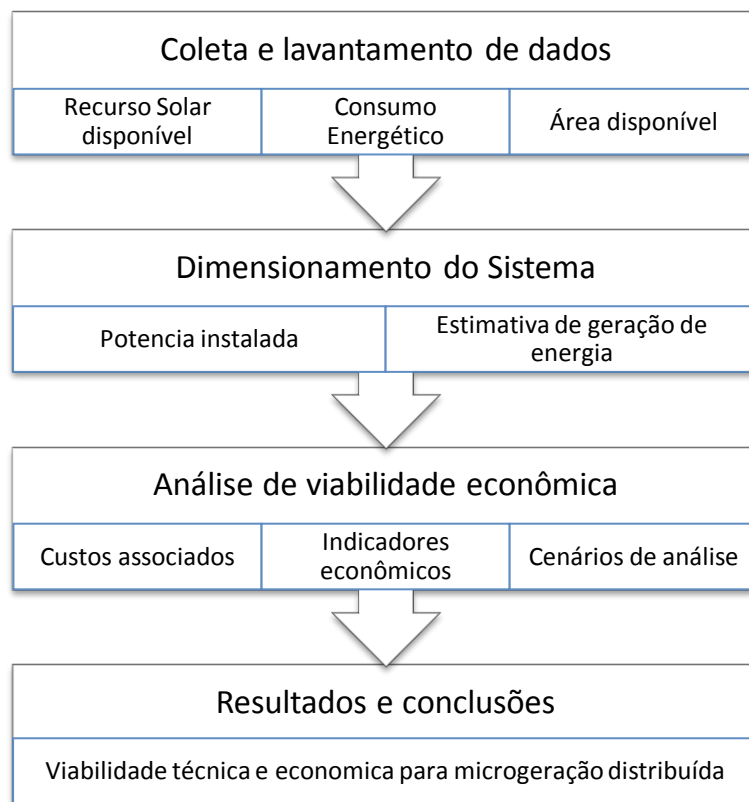 Coleta e lavantamento de dados
Recurso Solar
disponível
Consumo
Energético
Área disponível
Dimensionamento do Sistema
Potencia instalada
Estimativa de geração de
energia
Análise de viabilidade econômica
Custos associados
Indicadores
econômicos
Cenários de análise
Resultados e conclusões
Viabilidade técnica e economica para microgeração distribuída